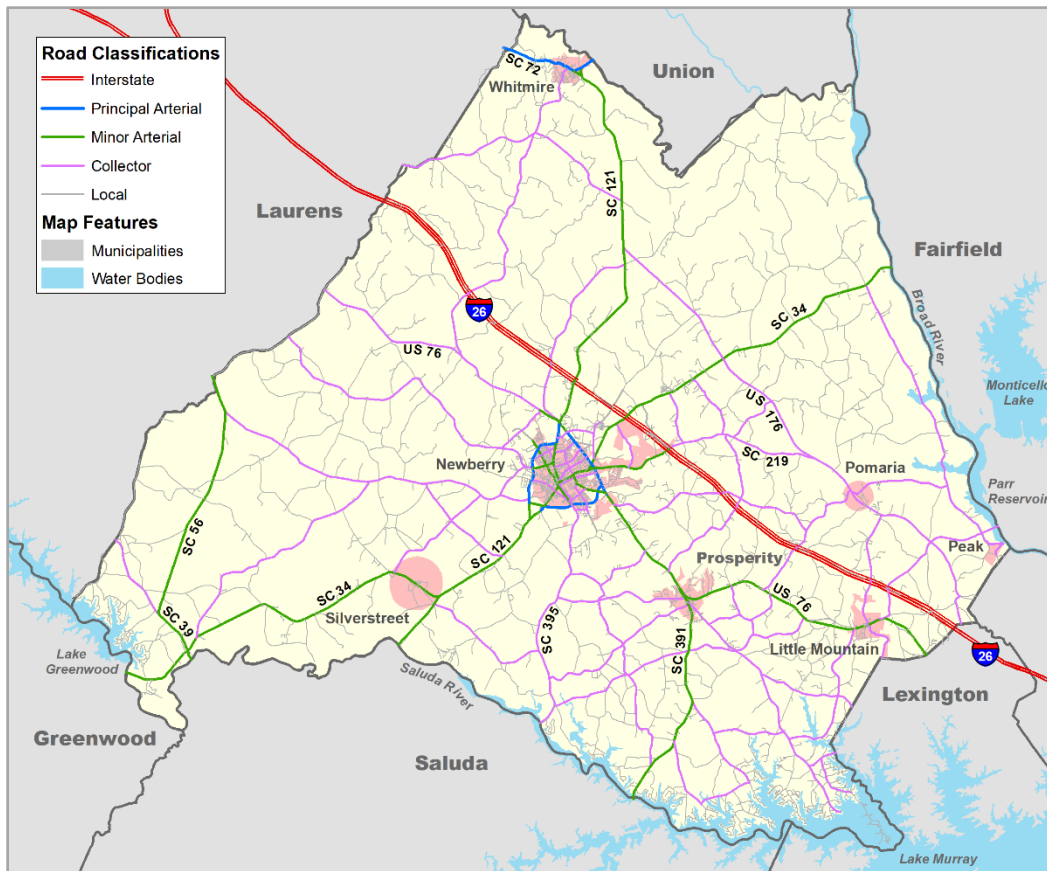 Road Classifications
Interstate
Principal Arterial
Minor Arterial
Collector
Local
Map Features
Municipalities
Water Bodies
SC 72
Whitmire
Union
SC 121
Laurens
Fairfield
26
SC 34
Broad River
US 76
Monticello
Lake
US 176
SC 219
Newberry
Pomaria
Parr
Reservoir
SC 56
SC 121
Peak
Prosperity
SC 34
US 76
Silverstreet
SC 39
SC 395
SC 391
Little Mountain
26
Lake
Greenwood
Saluda River
Lexington
Greenwood
Saluda
Lake Murray